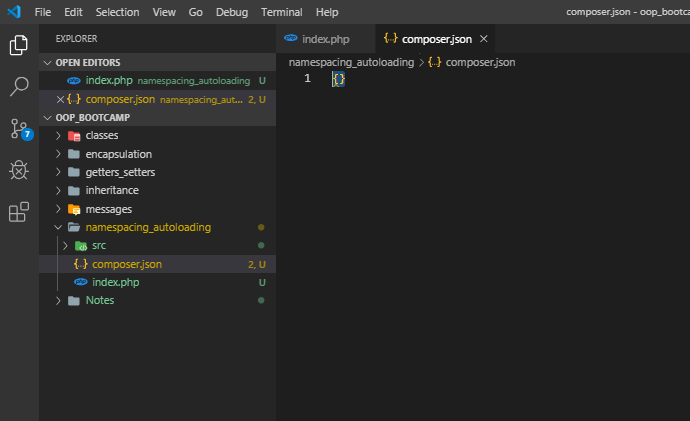 File Edit Selection View Go Debug Terminal Help composer.json - oop_bootca
EXPLORER
OPEN EDITORS
index.php namespacing_autoloading U
composer.json namespacing_aut... 2, U
OOP_BOOTCAMP
classes
encapsulation
getters_setters
inheritance
messages
namespacing_autoloading
src
composer.json 2, U
index.php U
Notes
7
php index.php {..} composer.json
namespacing_autoloading > {..} composer.json
1 {}